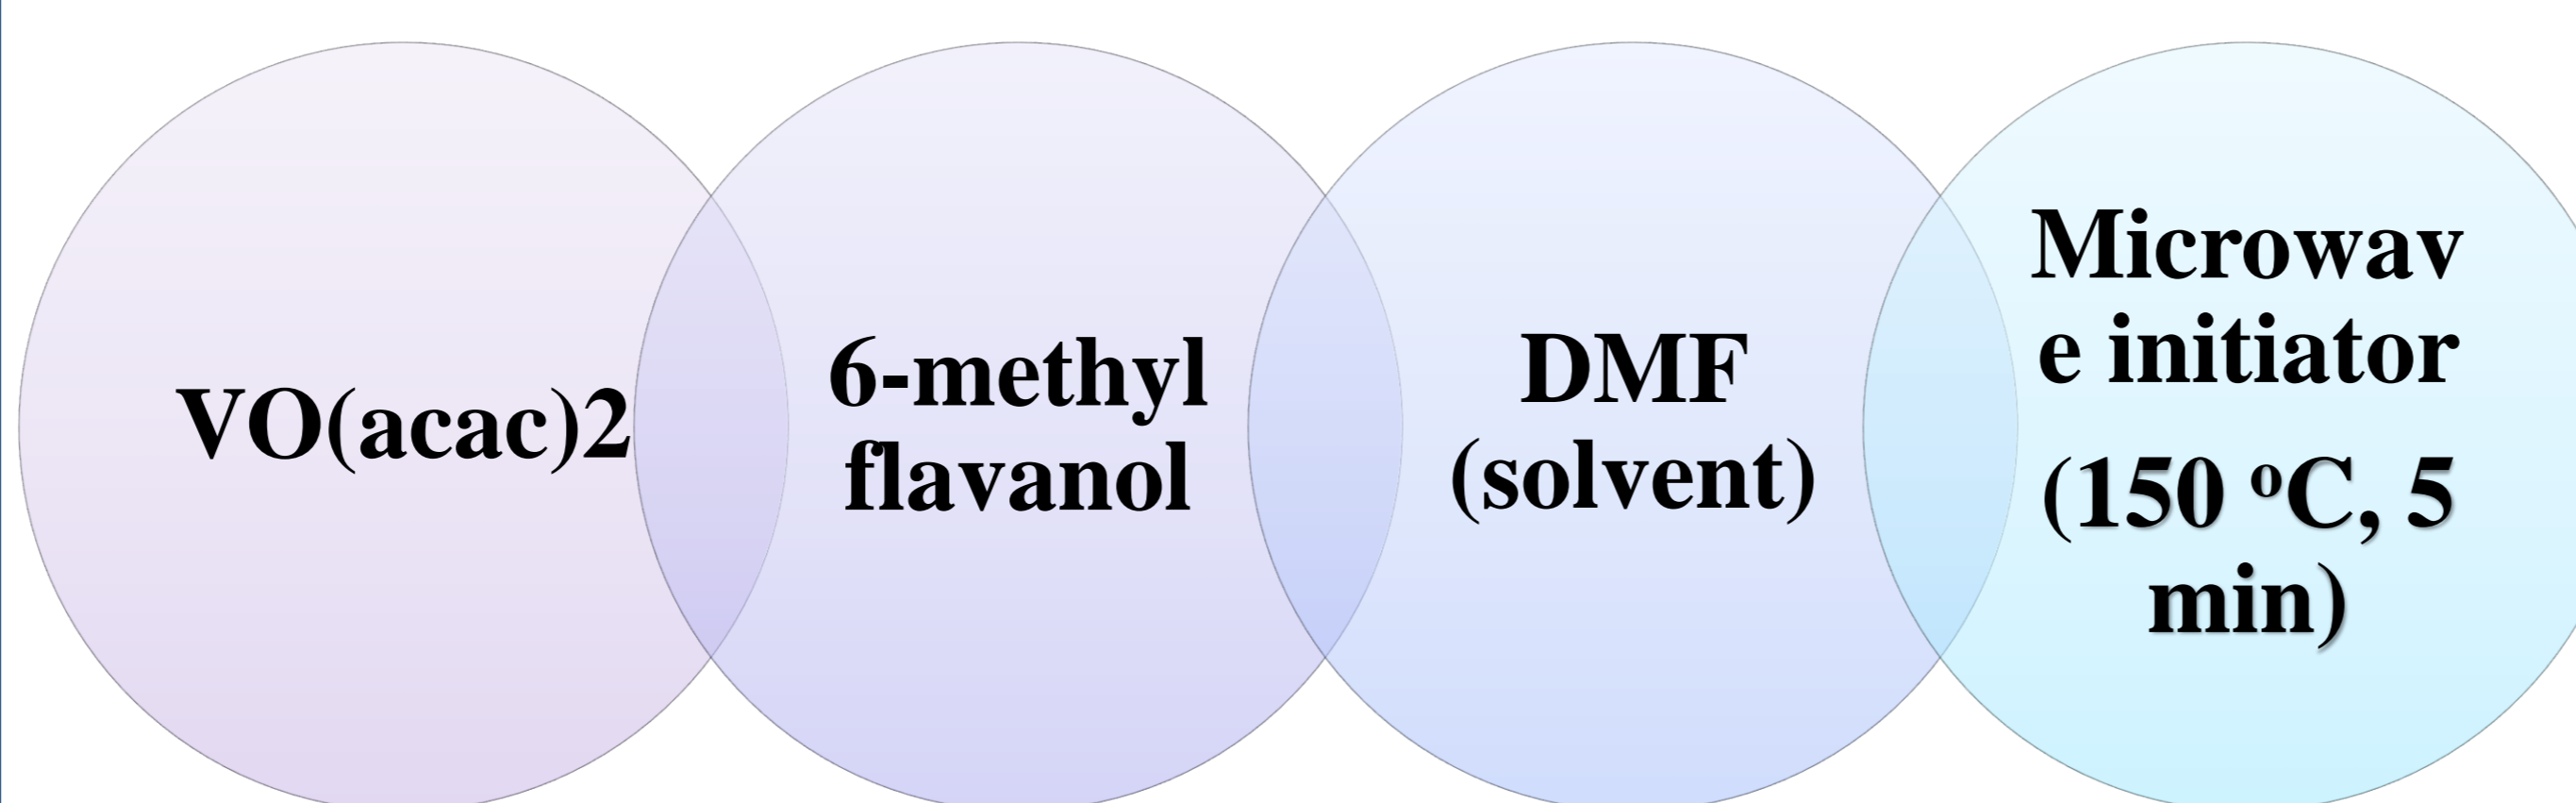 VO(acac)2
6-methyl
flavanol
DMF
(solvent)
Microwav
e initiator
(150 ºC, 5
min)